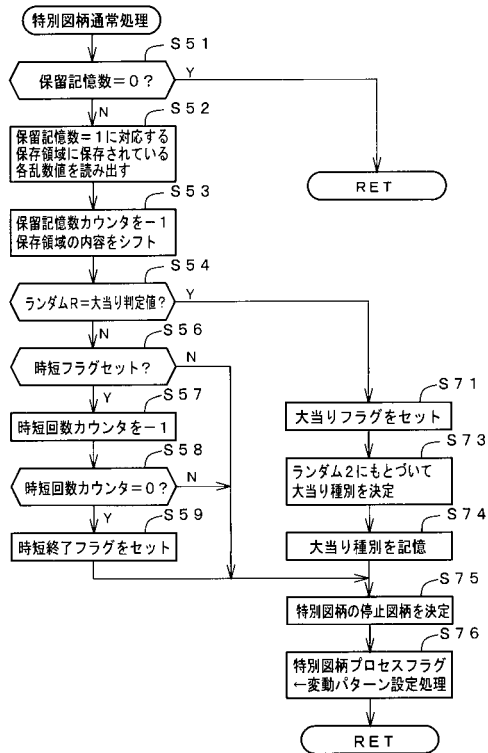 特別図柄通常処理
S51
保留記憶数=0?
Y
N
RET
S52
保留記憶数=1に対応する
保存領域に保存されている
各乱数値を読み出す
S53
保留記憶数カウンタを-1
保存領域の内容をシフト
S54
ランダムR=大当り判定値?
Y
N
S56
時短フラグセット?
N
Y
S57
時短回数カウンタを-1
S58
時短回数カウンタ=0?
N
Y
S59
時短終了フラグをセット
S71
大当りフラグをセット
S73
ランダム2にもとづいて
大当り種別を決定
S74
大当り種別を記憶
S75
特別図柄の停止図柄を決定
S76
特別図柄プロセスフラグ
←変動パターン設定処理
RET